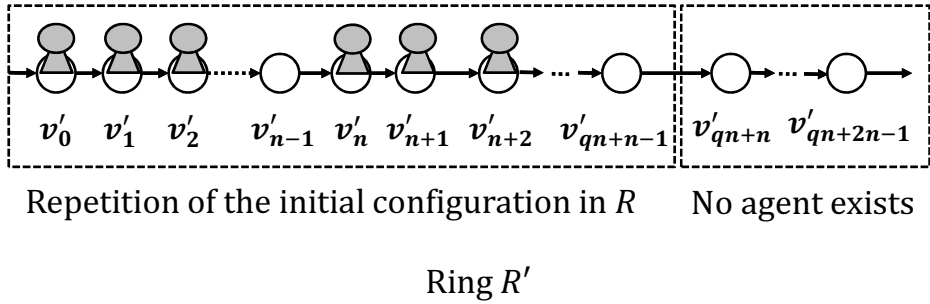 v′₀ v′₁ v′₂ v′ₙ₋₁ v′ₙ v′ₙ₊₁ v′ₙ₊₂ ... v′qn+n−1 v′qn+n ... v′qn+2n−1
Repetition of the initial configuration in R No agent exists
Ring R′